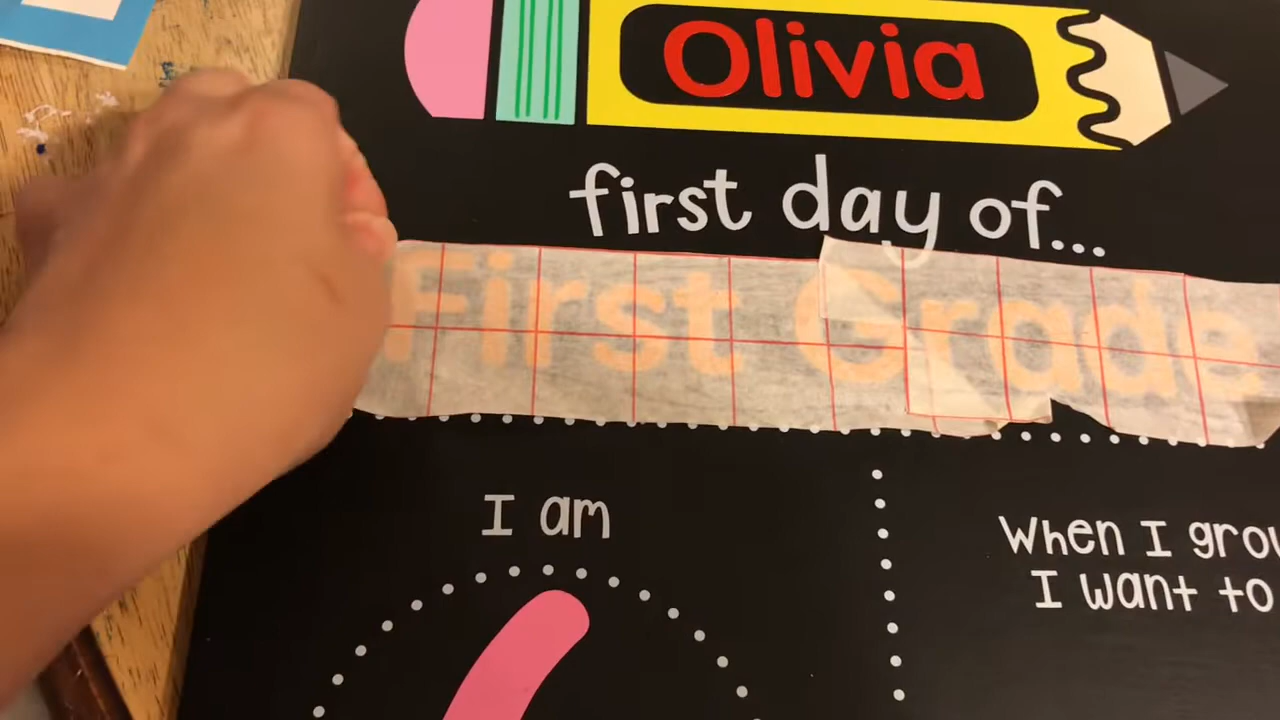 Olivia
first day of...
First Grade
I am
When I grow
I want to